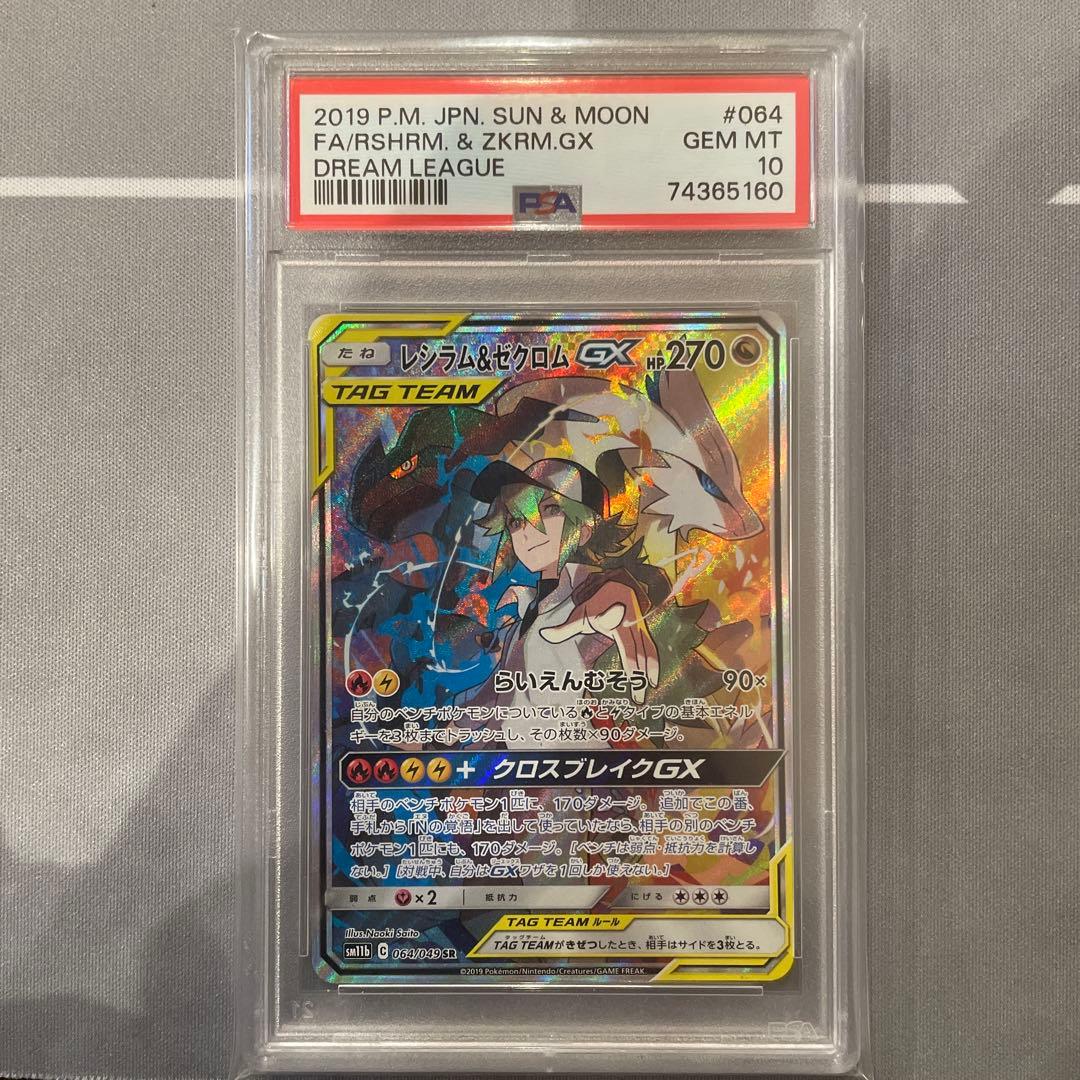 2019 P.M. JPN. SUN & MOON #064
FA/RSHRM. & ZKRM.GX GEM MT
DREAM LEAGUE 10
PSA 74365160
たね レシラム&ゼクロム GX HP270
TAG TEAM
らいえんむそう 90×
自分のベンチポケモンについている🔥と⚡タイプの基本エネル
ギーを3枚までトラッシュし、その枚数×90ダメージ。
+ クロスブレイクGX
相手のベンチポケモン1匹に、170ダメージ。追加でこの番、
手札から「Nの覚悟」を出して使っていたなら、相手の別のベンチ
ポケモン1匹にも、170ダメージ。[ベンチは弱点・抵抗力を計算し
ない。][対戦中、自分はGXワザを1回しか使えない。]
弱点 ×2 抵抗力 にげる
Illus. Naoki Saito
TAG TEAM ルール
TAG TEAMがきぜつしたとき、相手はサイドを3枚とる。
sm11b C 064/049 SR
©2019 Pokémon/Nintendo/Creatures/GAME FREAK.
PSA